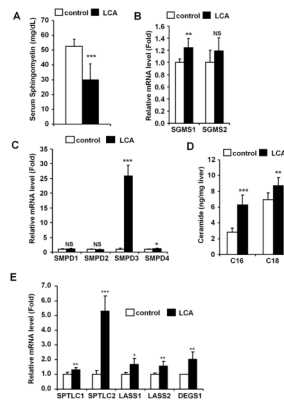 A
control LCA
Serum Sphingomyelin (mg/dL)
60
50
40
30
20
10
0
***
B
control LCA
Relative mRNA level (Fold)
1.4
1.2
1.0
0.8
0.6
0.4
0.2
0.0
** NS
SGMS1 SGMS2
C
control LCA
Relative mRNA level (Fold)
30
25
20
15
10
5
0
NS NS *** *
SMPD1 SMPD2 SMPD3 SMPD4
D
control LCA
Ceramide (ng/mg liver)
12
10
8
6
4
2
0
*** **
C16 C18
E
control LCA
Relative mRNA level (Fold)
7.0
6.0
5.0
4.0
3.0
2.0
1.0
0.0
** *** * ** **
SPTLC1 SPTLC2 LASS1 LASS2 DEGS1